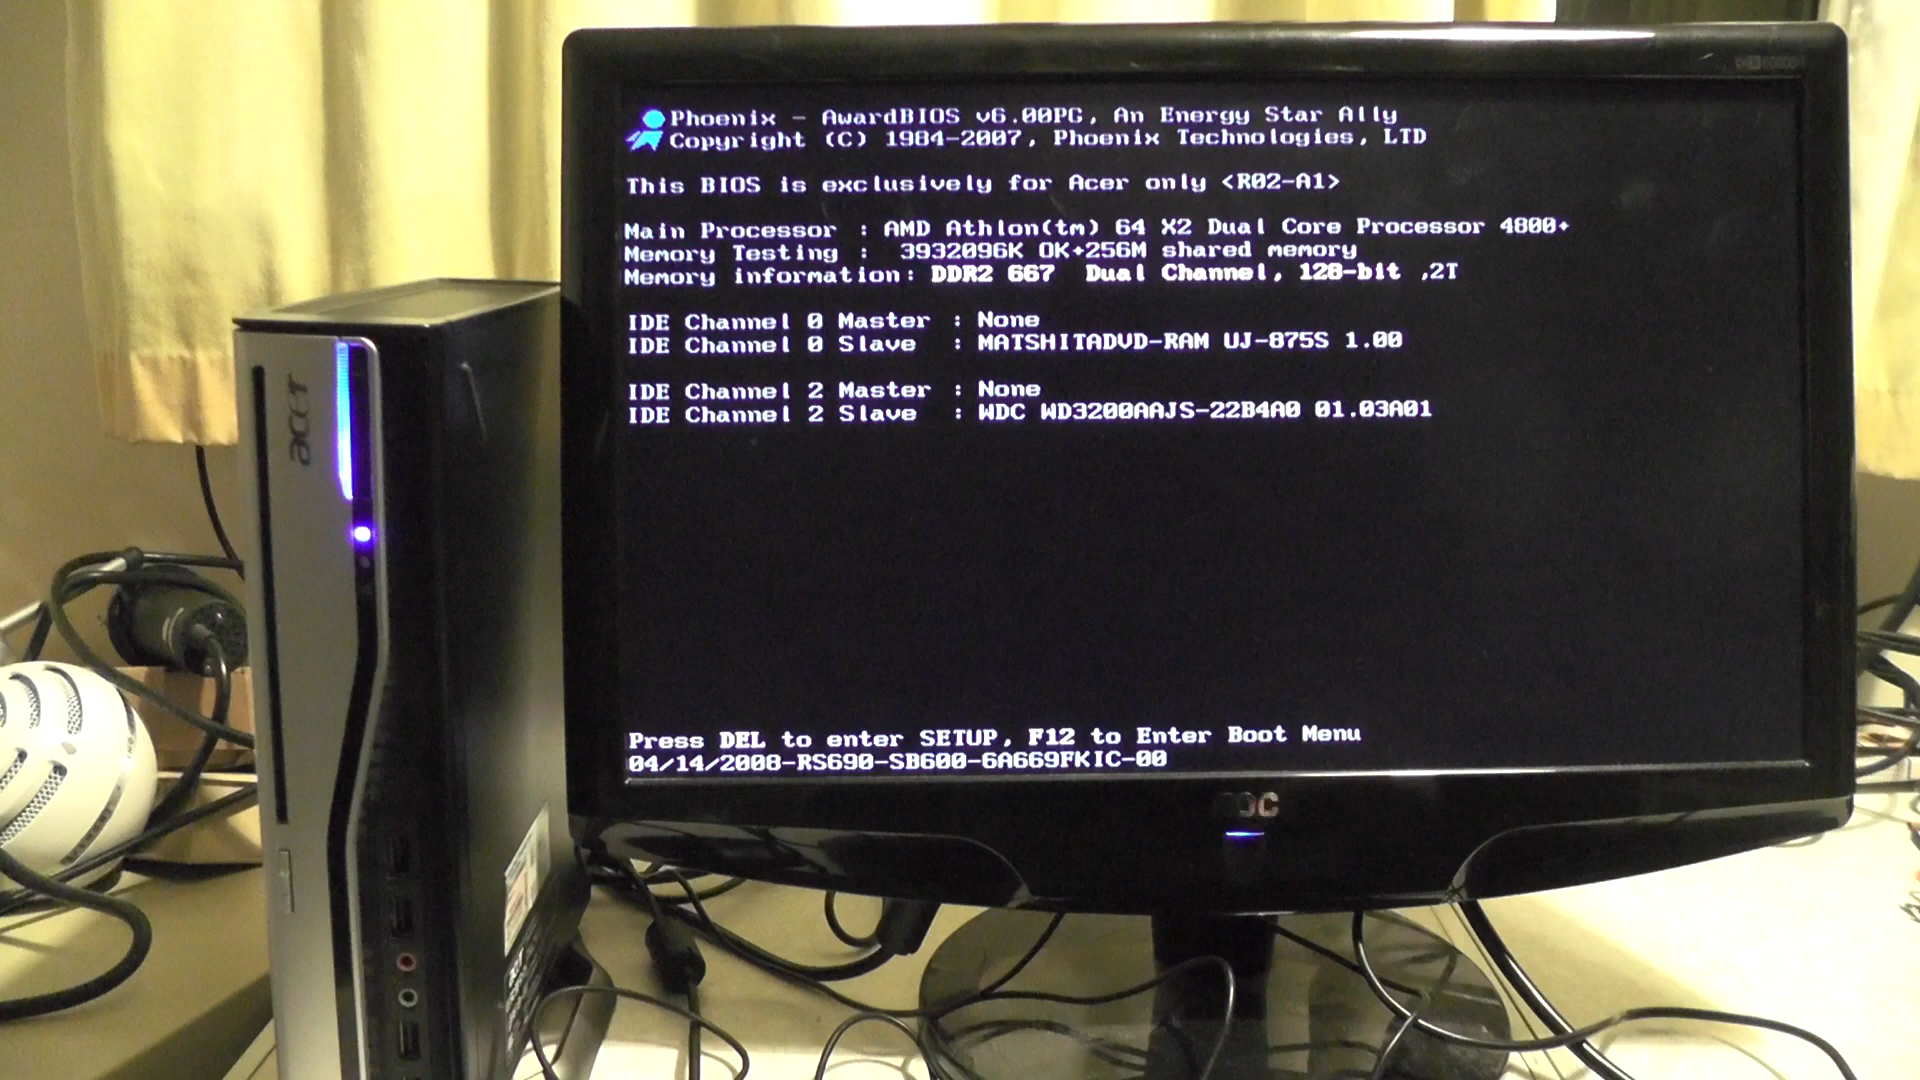 Phoenix - AwardBIOS v6.00PG, An Energy Star Ally
Copyright (C) 1984-2007, Phoenix Technologies, LTD
This BIOS is exclusively for Acer only <R02-A1>
Main Processor : AMD Athlon(tm) 64 X2 Dual Core Processor 4800+
Memory Testing : 3932096K OK+256M shared memory
Memory information: DDR2 667 Dual Channel, 128-bit ,2T
IDE Channel 0 Master : None
IDE Channel 0 Slave : MATSHITADVD-RAM UJ-875S 1.00
IDE Channel 2 Master : None
IDE Channel 2 Slave : WDC WD3200AAJS-22B4A0 01.03A01
Press DEL to enter SETUP, F12 to Enter Boot Menu
04/14/2008-RS690-SB600-6A669FKIC-00
AOC
acer